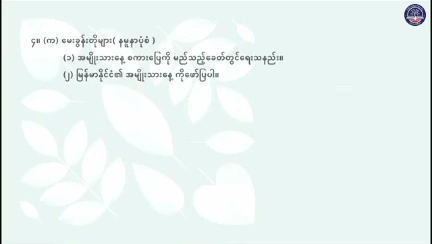 ၄။ (က) မေးခွန်းတိုများ( နမူနာပုံစံ )
(၁) အမျိုးသားနေ့ စကားပြေကို မည်သည့်ခေတ်တွင်ရေးသနည်း။
(၂) မြန်မာနိုင်ငံ၏ အမျိုးသားနေ့ ကိုဖော်ပြပါ။